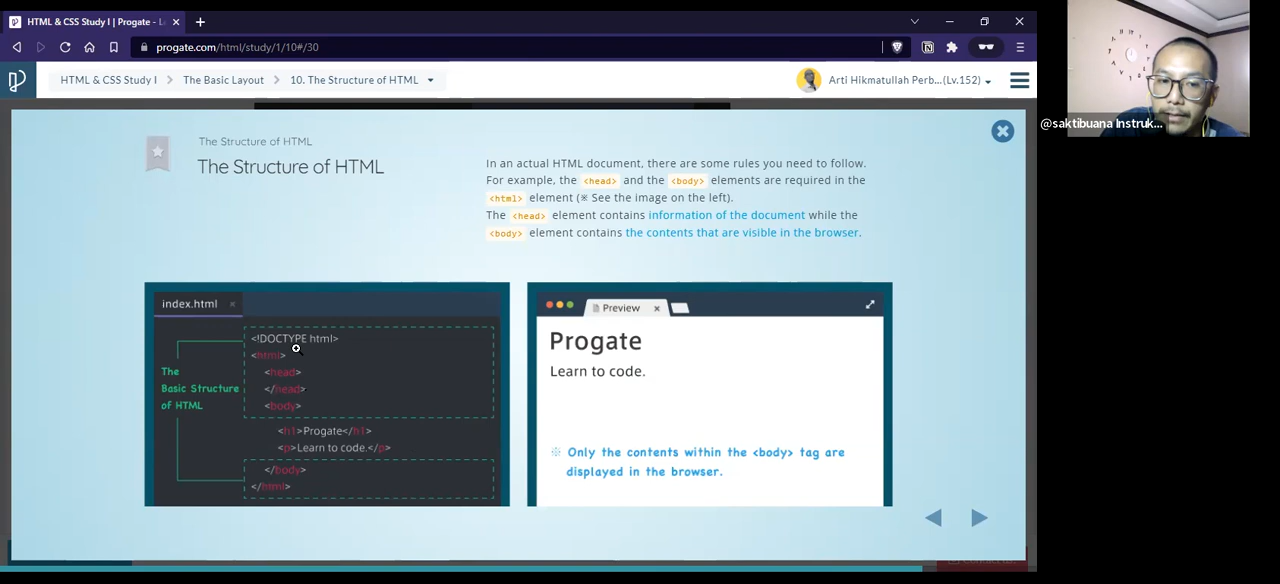 HTML & CSS Study I | Progate - L
progate.com/html/study/1/10#/30
HTML & CSS Study I
The Basic Layout
10. The Structure of HTML
Arti Hikmatullah Perb...(Lv.152)
@saktibuana Instruk...
The Structure of HTML
The Structure of HTML
In an actual HTML document, there are some rules you need to follow.
For example, the <head> and the <body> elements are required in the
<html> element (※ See the image on the left).
The <head> element contains information of the document while the
<body> element contains the contents that are visible in the browser.
index.html
The
Basic Structure
of HTML
<!DOCTYPE html>
<html>
<head>
</head>
<body>
<h1>Progate</h1>
<p>Learn to code.</p>
</body>
</html>
Preview
Progate
Learn to code.
※ Only the contents within the <body> tag are
displayed in the browser.